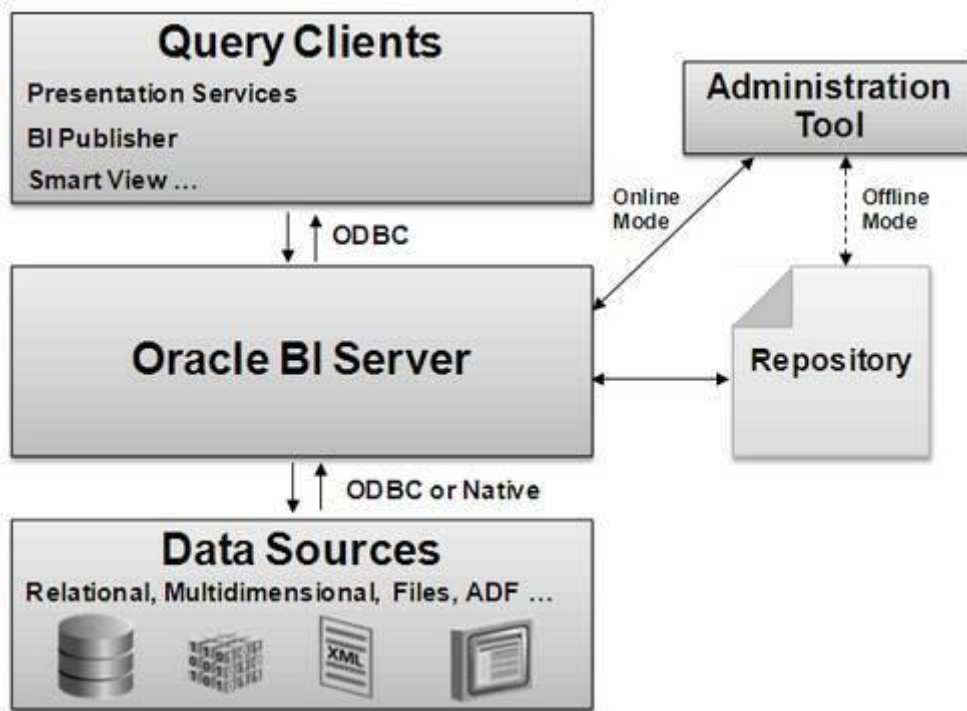 Query Clients
Presentation Services
BI Publisher
Smart View ...
Administration
Tool
Online
Mode
Offline
Mode
ODBC
Oracle BI Server
Repository
ODBC or Native
Data Sources
Relational, Multidimensional, Files, ADF ...
XML